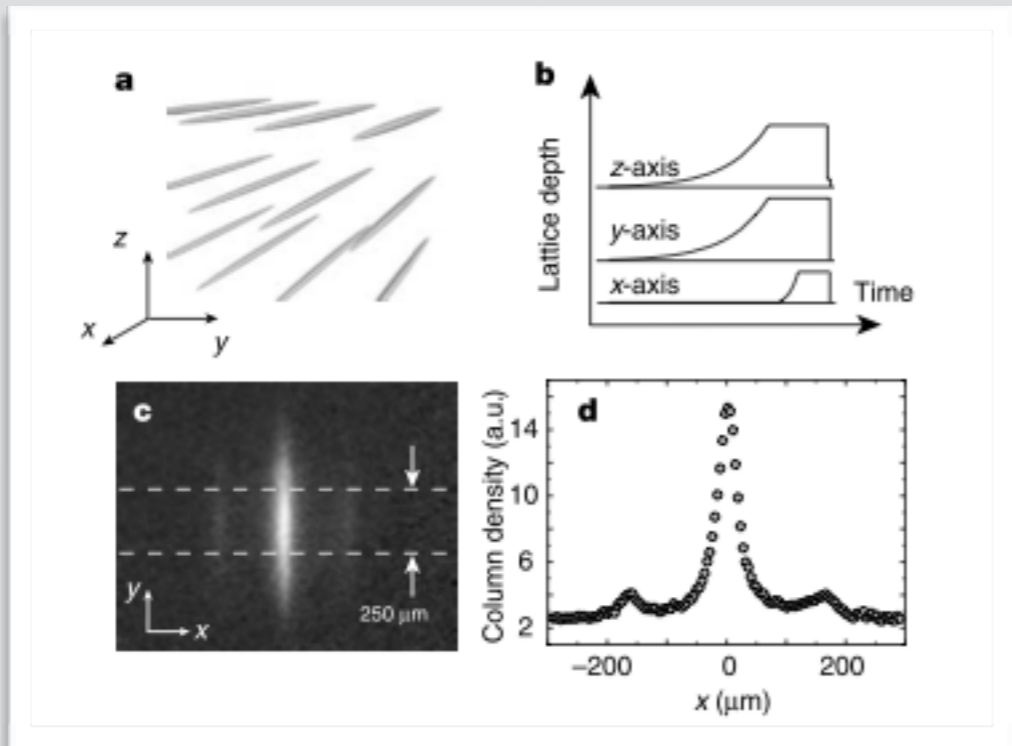 a
z
x
y
b
Lattice depth
z-axis
y-axis
x-axis
Time
c
y
x
250 μm
d
Column density (a.u.)
14
10
6
2
−200
0
200
x (μm)